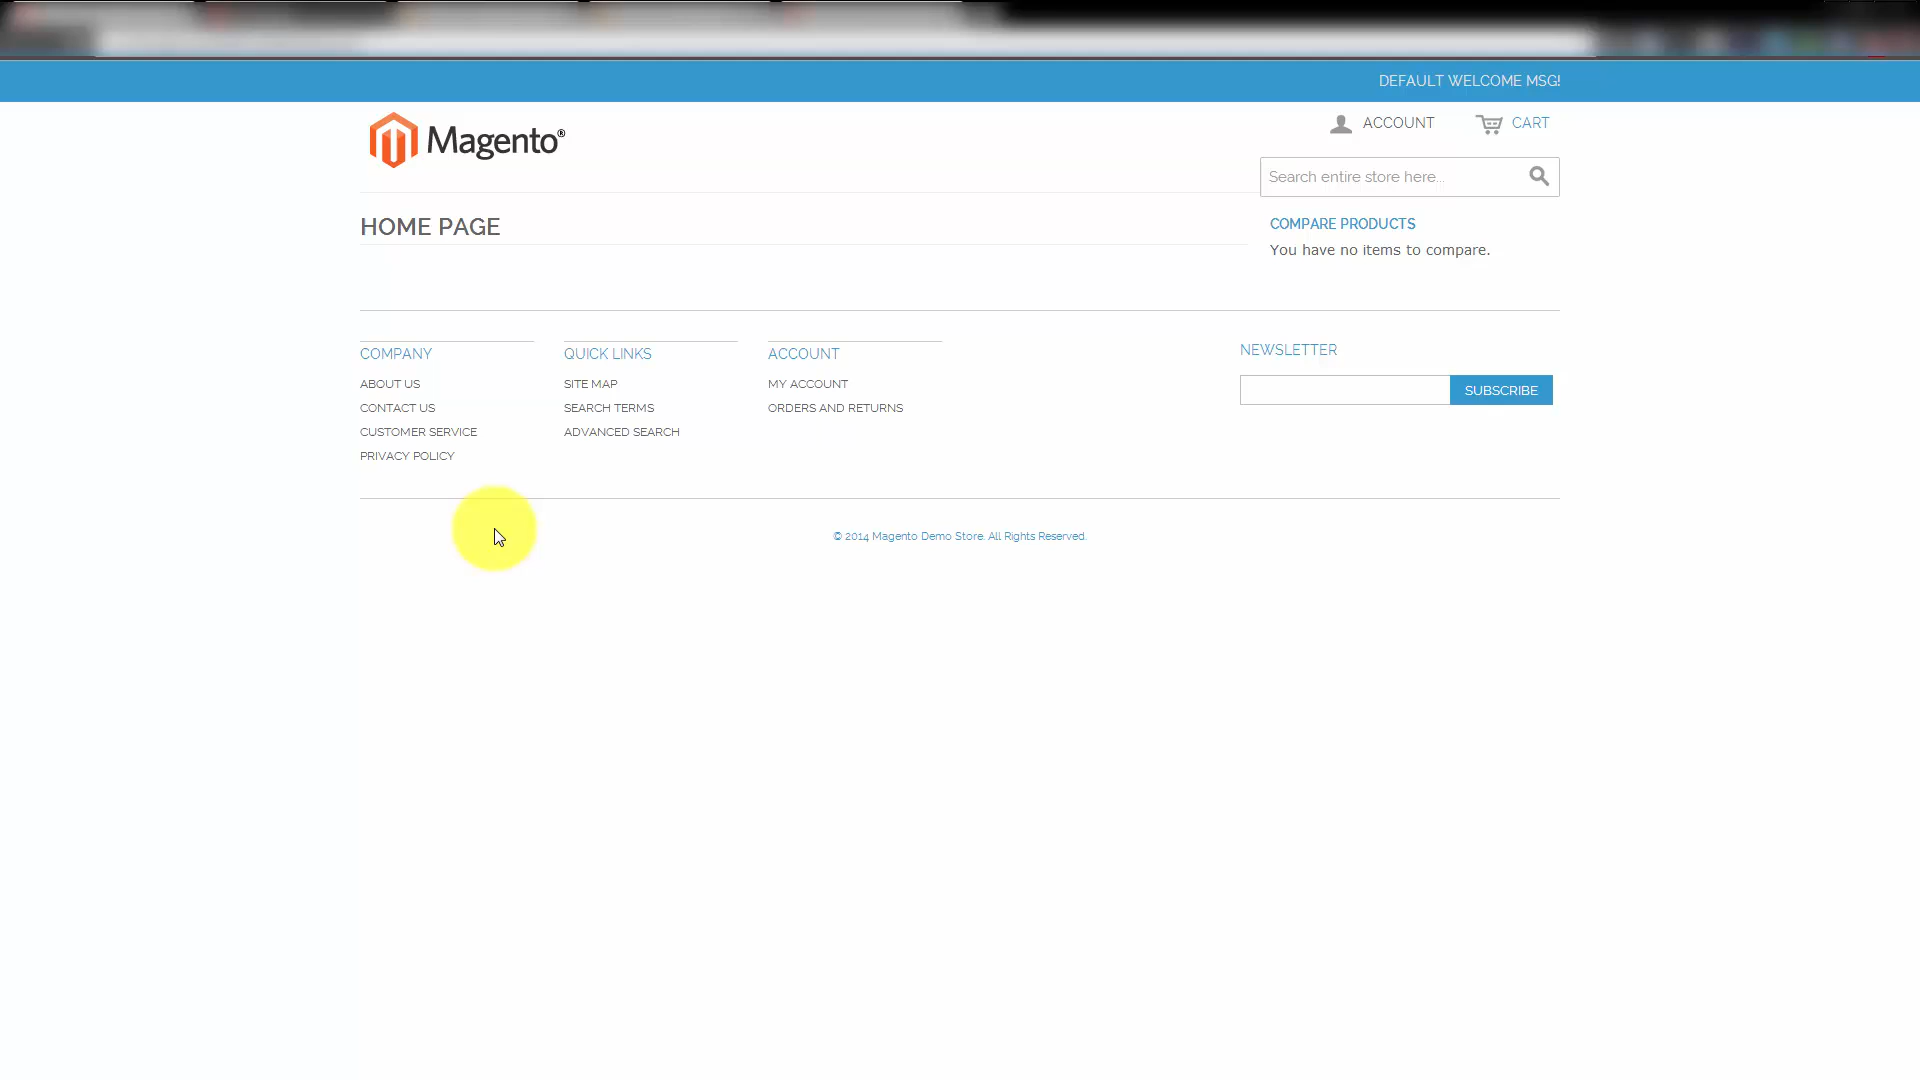 DEFAULT WELCOME MSG!
Magento®
ACCOUNT
CART
Search entire store here...
HOME PAGE
COMPARE PRODUCTS
You have no items to compare.
COMPANY
ABOUT US
CONTACT US
CUSTOMER SERVICE
PRIVACY POLICY
QUICK LINKS
SITE MAP
SEARCH TERMS
ADVANCED SEARCH
ACCOUNT
MY ACCOUNT
ORDERS AND RETURNS
NEWSLETTER
SUBSCRIBE
© 2014 Magento Demo Store. All Rights Reserved.